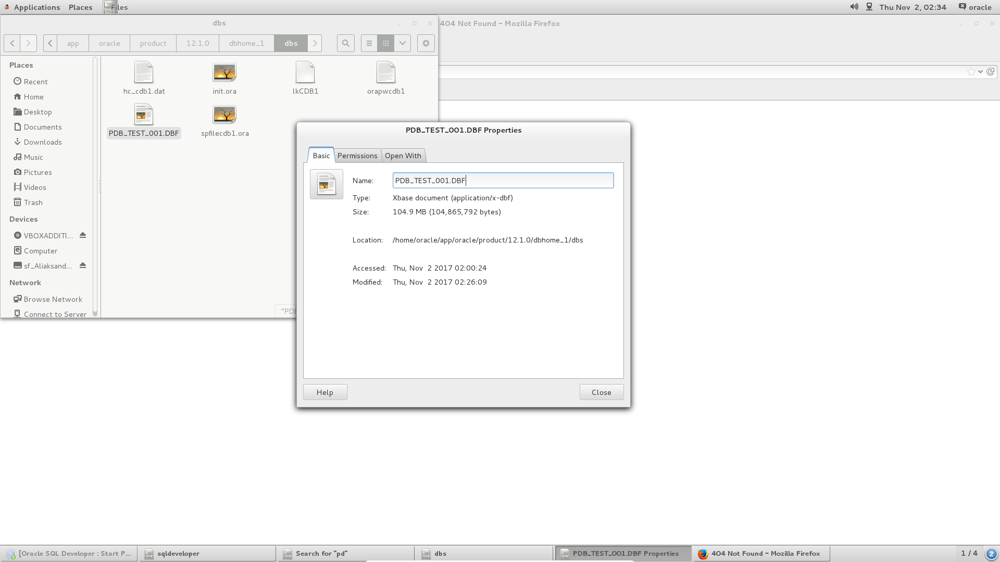 Applications Places Files Thu Nov 2, 02:34 oracle
dbs
404 Not Found - Mozilla Firefox
app oracle product 12.1.0 dbhome_1 dbs
Places
Recent
Home
Desktop
Documents
Downloads
Music
Pictures
Videos
Trash
Devices
VBOXADDITI...
Computer
sf_Aliaksand...
Network
Browse Network
Connect to Server
hc_cdb1.dat init.ora lkCDB1 orapwcdb1
PDB_TEST_001.DBF spfilecdb1.ora
"PDB
PDB_TEST_001.DBF Properties
Basic Permissions Open With
Name: PDB_TEST_001.DBF
Type: Xbase document (application/x-dbf)
Size: 104.9 MB (104,865,792 bytes)
Location: /home/oracle/app/oracle/product/12.1.0/dbhome_1/dbs
Accessed: Thu, Nov 2 2017 02:00:24
Modified: Thu, Nov 2 2017 02:26:09
Help Close
[Oracle SQL Developer : Start P... sqldeveloper Search for "pd" dbs PDB_TEST_001.DBF Properties 404 Not Found - Mozilla Firefox 1 / 4 2